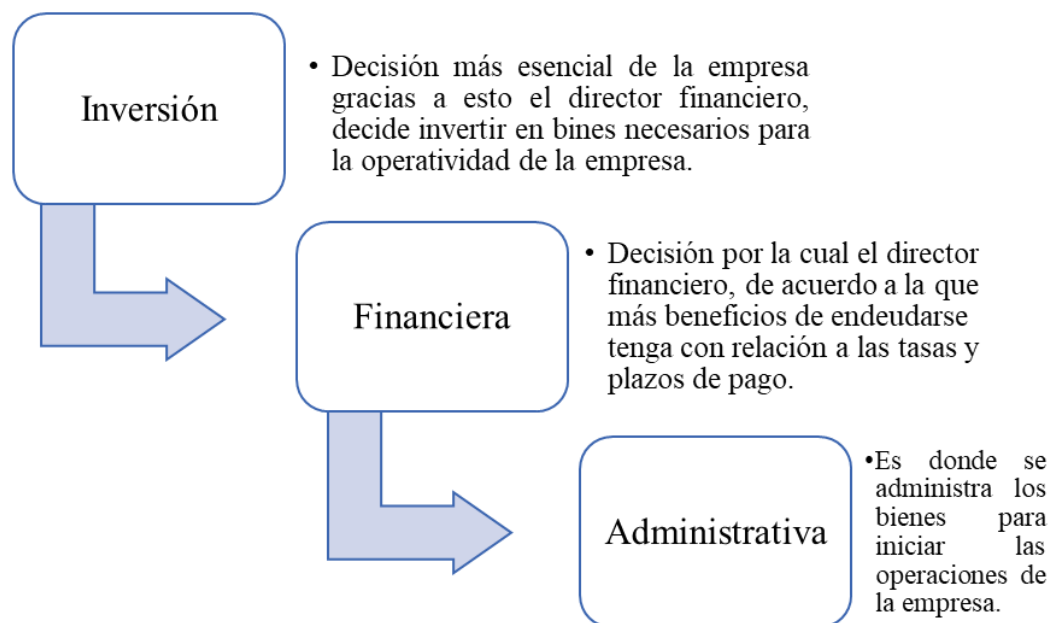 Inversión
• Decisión más esencial de la empresa
gracias a esto el director financiero,
decide invertir en bines necesarios para
la operatividad de la empresa.
Financiera
• Decisión por la cual el director
financiero, de acuerdo a la que
más beneficios de endeudarse
tenga con relación a las tasas y
plazos de pago.
Administrativa
•Es donde se
administra los
bienes para
iniciar las
operaciones de
la empresa.